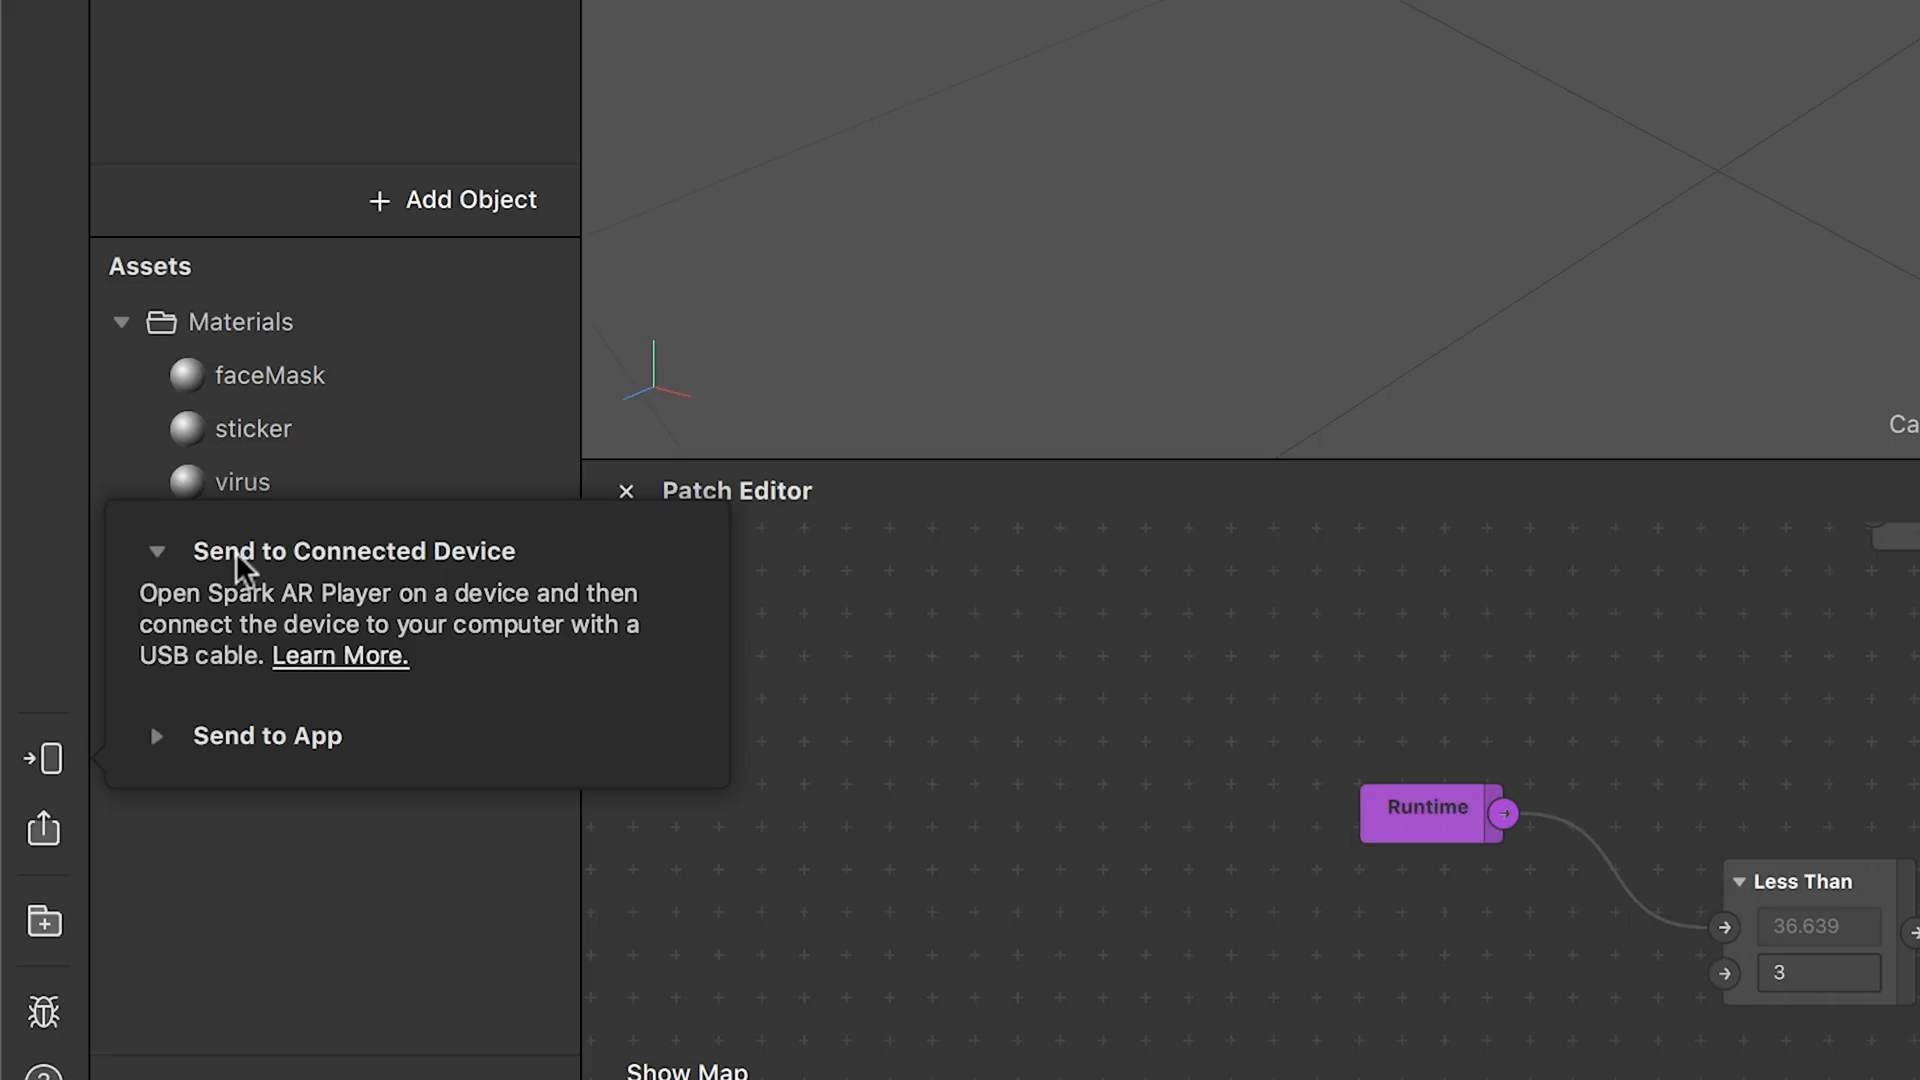 + Add Object
Assets
Materials
faceMask
sticker
virus
Ca
Patch Editor
Send to Connected Device
Open Spark AR Player on a device and then
connect the device to your computer with a
USB cable. Learn More.
Send to App
Runtime
Less Than
36.639
3
Show Map